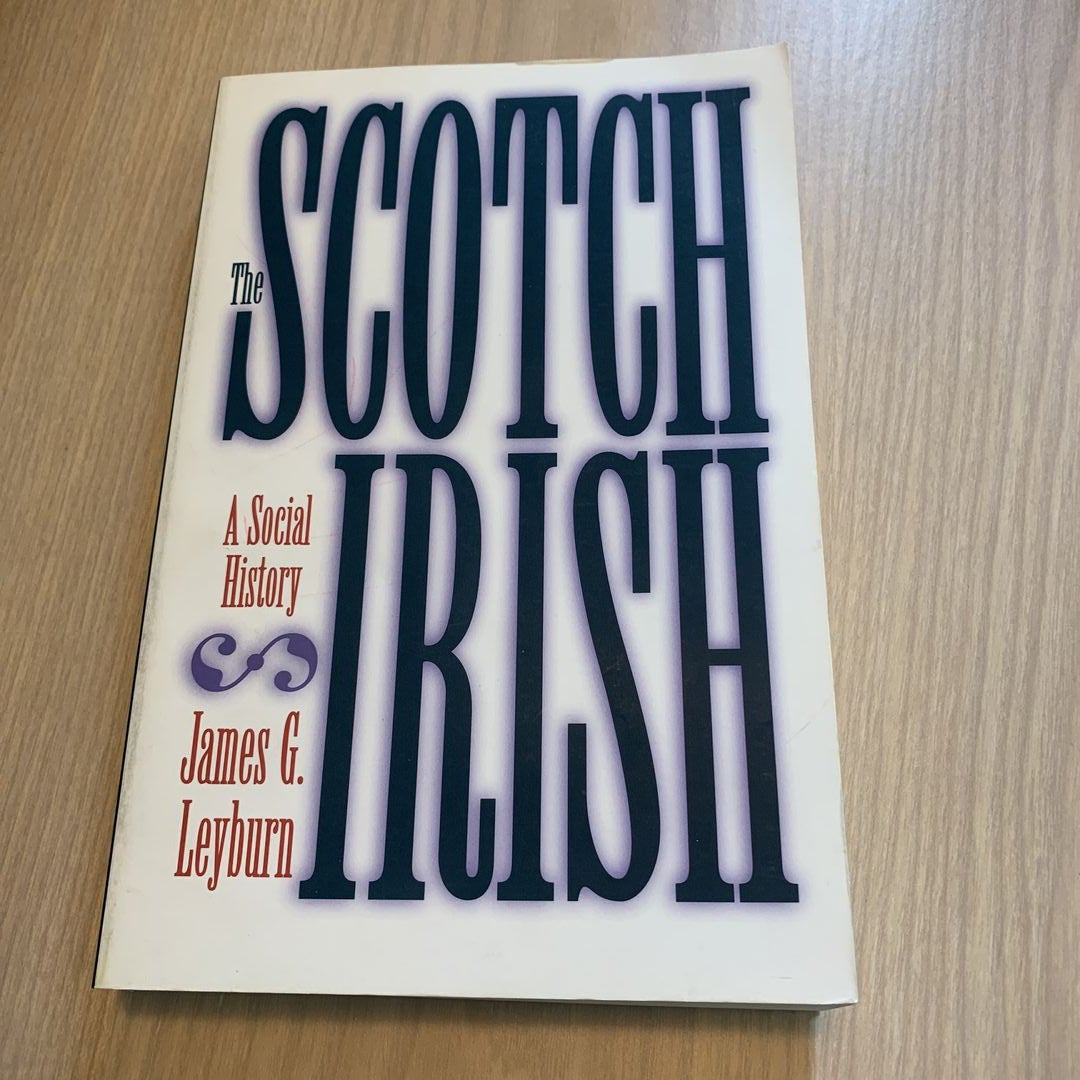 The
SCOTCH
IRISH
A Social
History
James G.
Leyburn